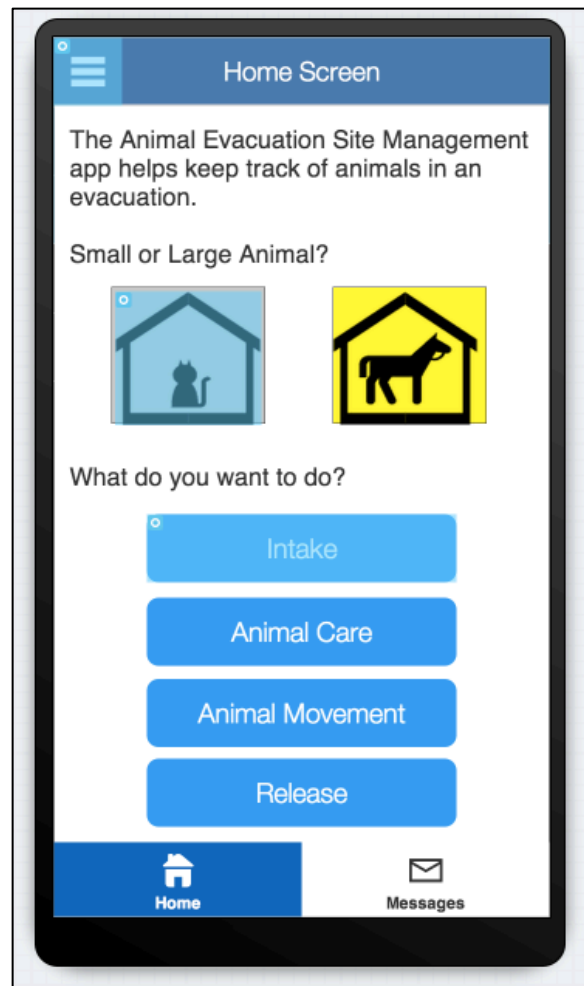 Home Screen
The Animal Evacuation Site Management
app helps keep track of animals in an
evacuation.
Small or Large Animal?
What do you want to do?
Intake
Animal Care
Animal Movement
Release
Home
Messages